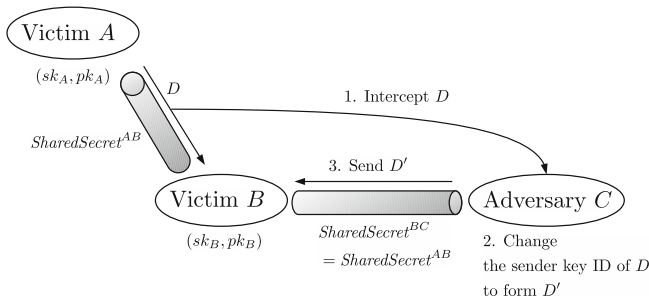 Victim A
(sk_A, pk_A)
D
1. Intercept D
SharedSecret^{AB}
3. Send D′
Victim B
Adversary C
(sk_B, pk_B)
SharedSecret^{BC}
= SharedSecret^{AB}
2. Change
the sender key ID of D
to form D′